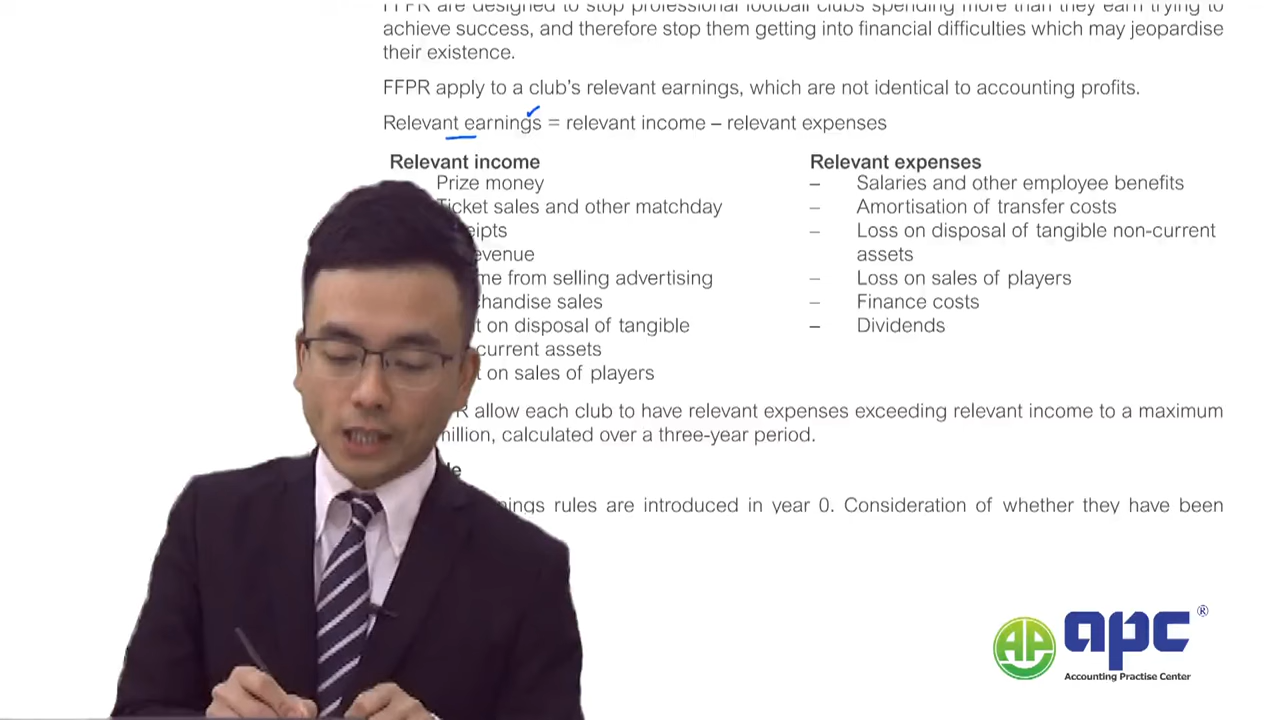 FFPR are designed to stop professional football clubs spending more than they earn trying to
achieve success, and therefore stop them getting into financial difficulties which may jeopardise
their existence.
FFPR apply to a club's relevant earnings, which are not identical to accounting profits.
Relevant earnings = relevant income – relevant expenses
Relevant income
Prize money
Ticket sales and other matchday
eipts
evenue
me from selling advertising
chandise sales
t on disposal of tangible
current assets
t on sales of players
Relevant expenses
– Salaries and other employee benefits
– Amortisation of transfer costs
– Loss on disposal of tangible non-current
assets
– Loss on sales of players
– Finance costs
– Dividends
R allow each club to have relevant expenses exceeding relevant income to a maximum
million, calculated over a three-year period.
le
nings rules are introduced in year 0. Consideration of whether they have been
AP apc ®
Accounting Practise Center